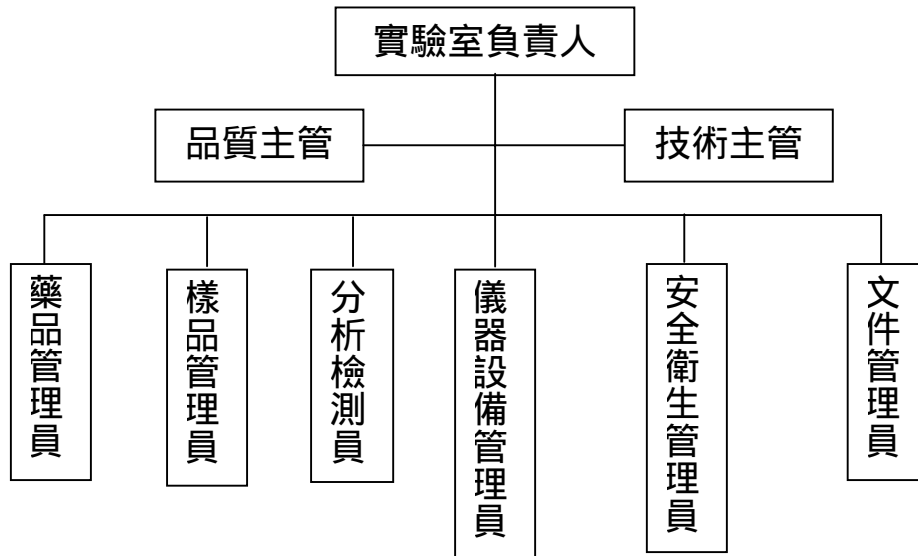 實驗室負責人
品質主管
技術主管
藥品管理員
樣品管理員
分析檢測員
儀器設備管理員
安全衛生管理員
文件管理員